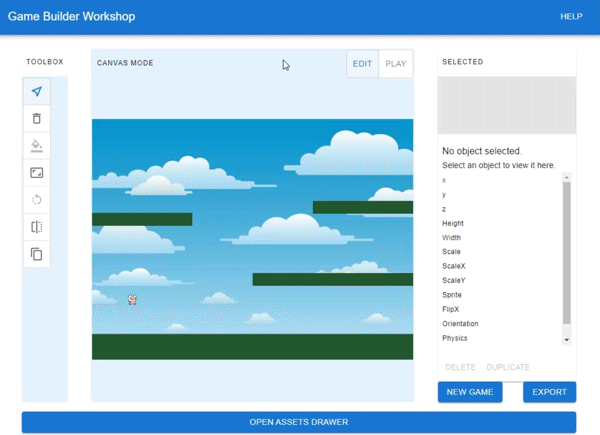 Game Builder Workshop
HELP
TOOLBOX
CANVAS MODE
EDIT
PLAY
SELECTED
No object selected.
Select an object to view it here.
x
y
z
Height
Width
Scale
ScaleX
ScaleY
Sprite
FlipX
Orientation
Physics
DELETE
DUPLICATE
NEW GAME
EXPORT
OPEN ASSETS DRAWER